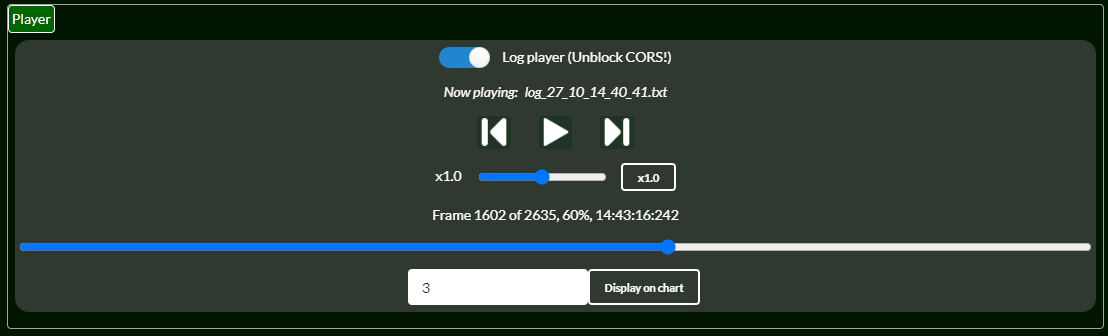 Player
Log player (Unblock CORS!)
Now playing: log_27_10_14_40_41.txt
x1.0 x1.0
Frame 1602 of 2635, 60%, 14:43:16:242
3 Display on chart